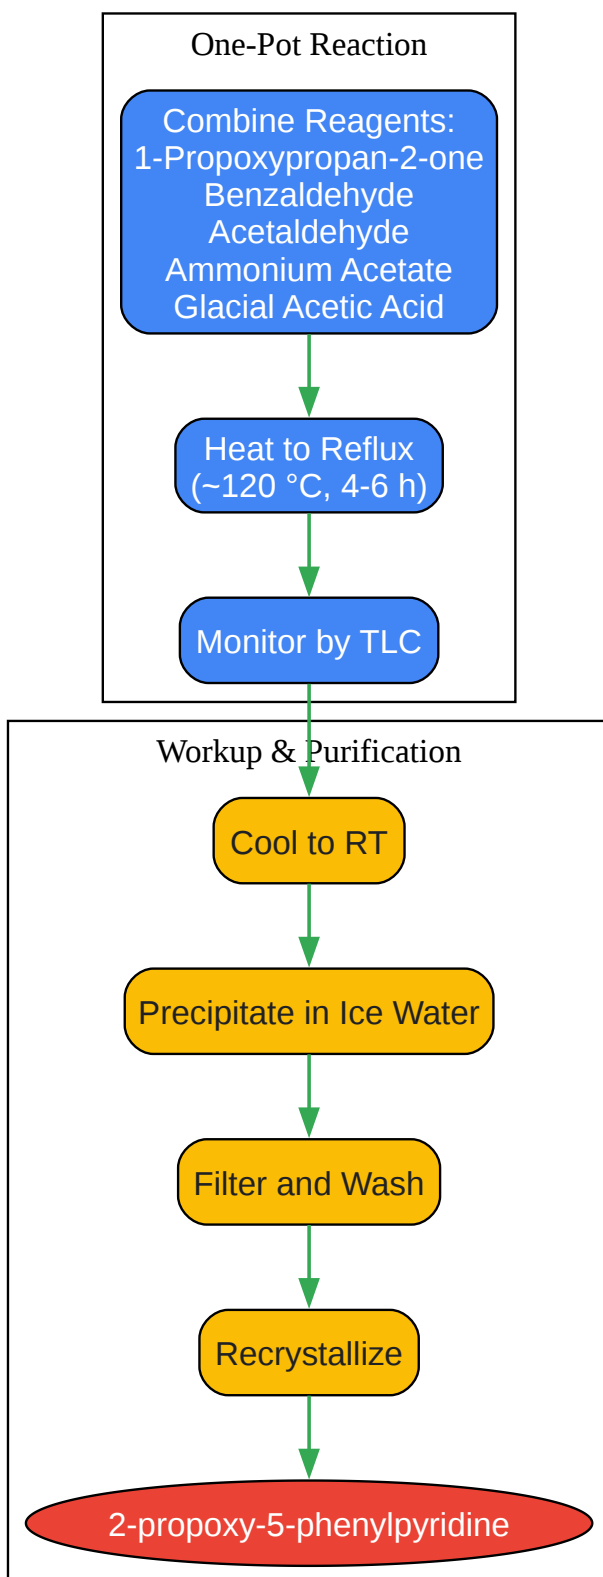 One-Pot Reaction
Combine Reagents:
1-Propoxypropan-2-one
Benzaldehyde
Acetaldehyde
Ammonium Acetate
Glacial Acetic Acid
Heat to Reflux
(~120 °C, 4-6 h)
Monitor by TLC
Workup & Purification
Cool to RT
Precipitate in Ice Water
Filter and Wash
Recrystallize
2-propoxy-5-phenylpyridine